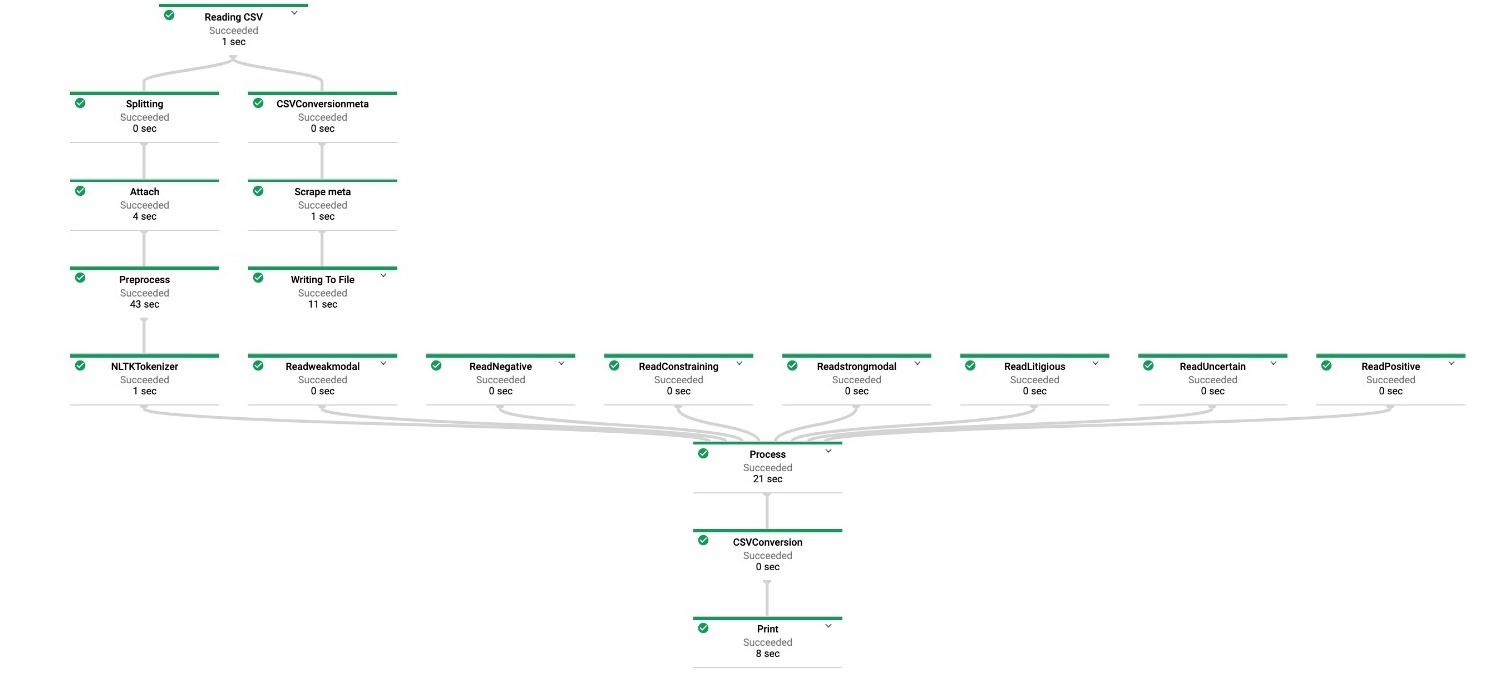 Reading CSV
Succeeded
1 sec
Splitting
Succeeded
0 sec
CSVConversionmeta
Succeeded
0 sec
Attach
Succeeded
4 sec
Scrape meta
Succeeded
1 sec
Preprocess
Succeeded
43 sec
Writing To File
Succeeded
11 sec
NLTKTokenizer
Succeeded
1 sec
Readweakmodal
Succeeded
0 sec
ReadNegative
Succeeded
0 sec
ReadConstraining
Succeeded
0 sec
Readstrongmodal
Succeeded
0 sec
ReadLitigious
Succeeded
0 sec
ReadUncertain
Succeeded
0 sec
ReadPositive
Succeeded
0 sec
Process
Succeeded
21 sec
CSVConversion
Succeeded
0 sec
Print
Succeeded
8 sec